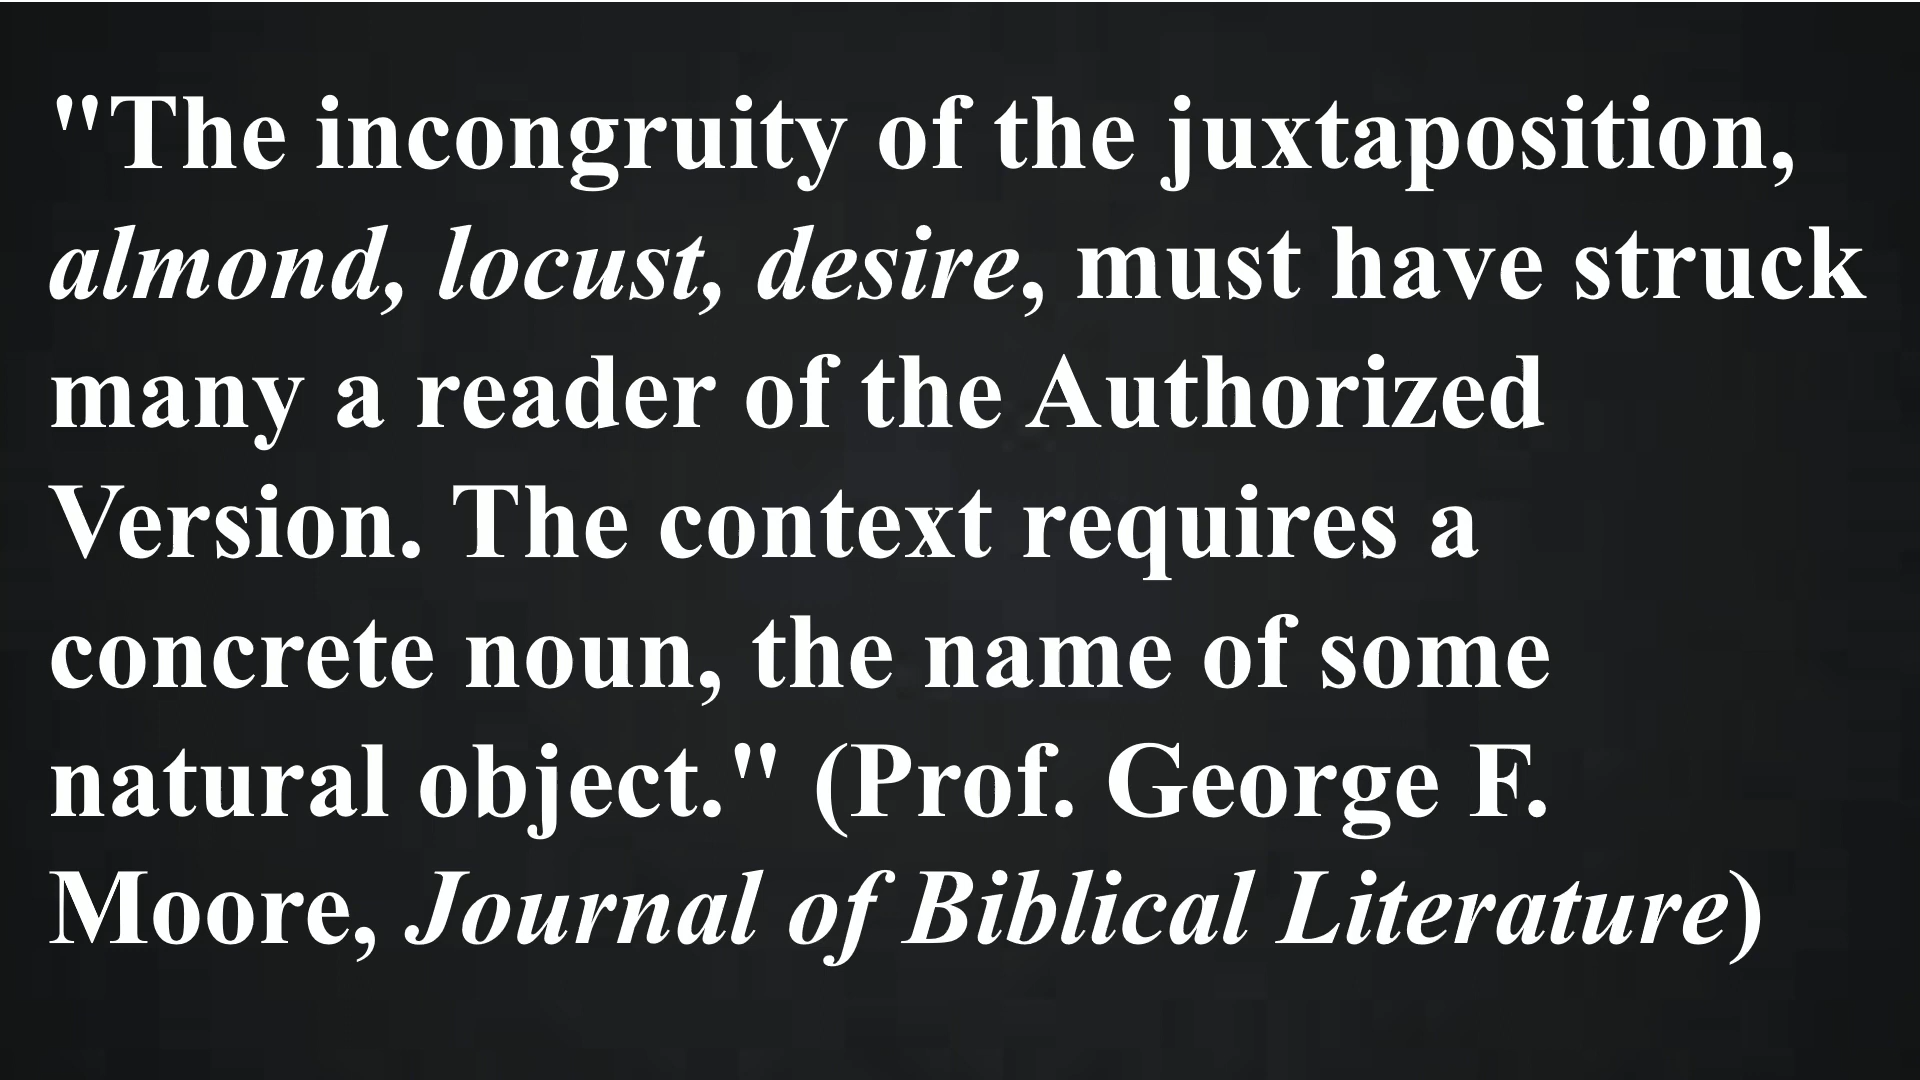 "The incongruity of the juxtaposition,
almond, locust, desire, must have struck
many a reader of the Authorized
Version. The context requires a
concrete noun, the name of some
natural object." (Prof. George F.
Moore, Journal of Biblical Literature)